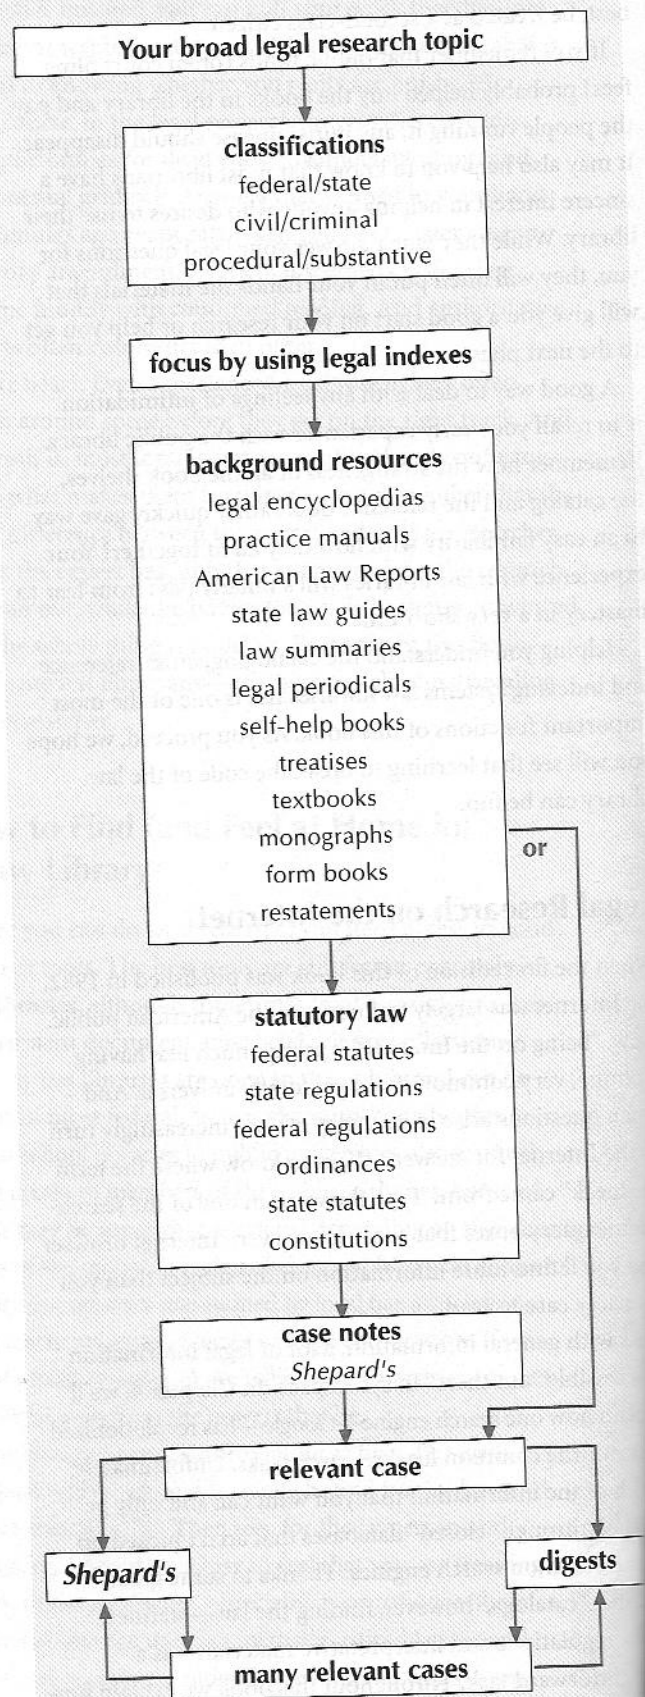 Your broad legal research topic
classifications
federal/state
civil/criminal
procedural/substantive
focus by using legal indexes
background resources
legal encyclopedias
practice manuals
American Law Reports
state law guides
law summaries
legal periodicals
self-help books
treatises
textbooks
monographs
form books
restatements
or
statutory law
federal statutes
state regulations
federal regulations
ordinances
state statutes
constitutions
case notes
Shepard's
relevant case
Shepard's
digests
many relevant cases